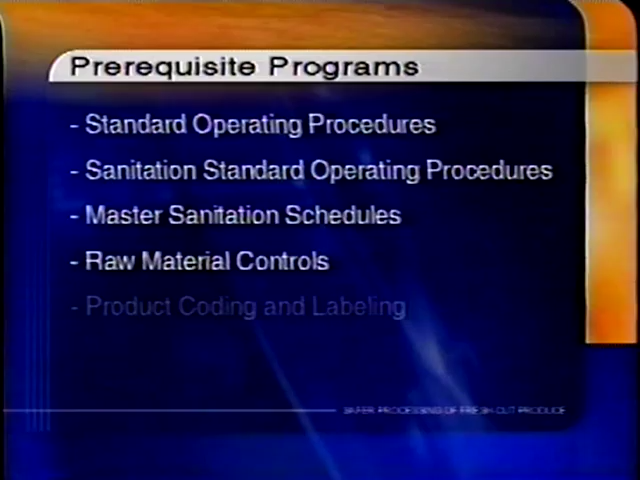 Prerequisite Programs
- Standard Operating Procedures
- Sanitation Standard Operating Procedures
- Master Sanitation Schedules
- Raw Material Controls
- Product Coding and Labeling
SAFER PROCESSING OF FRESH-CUT PRODUCE